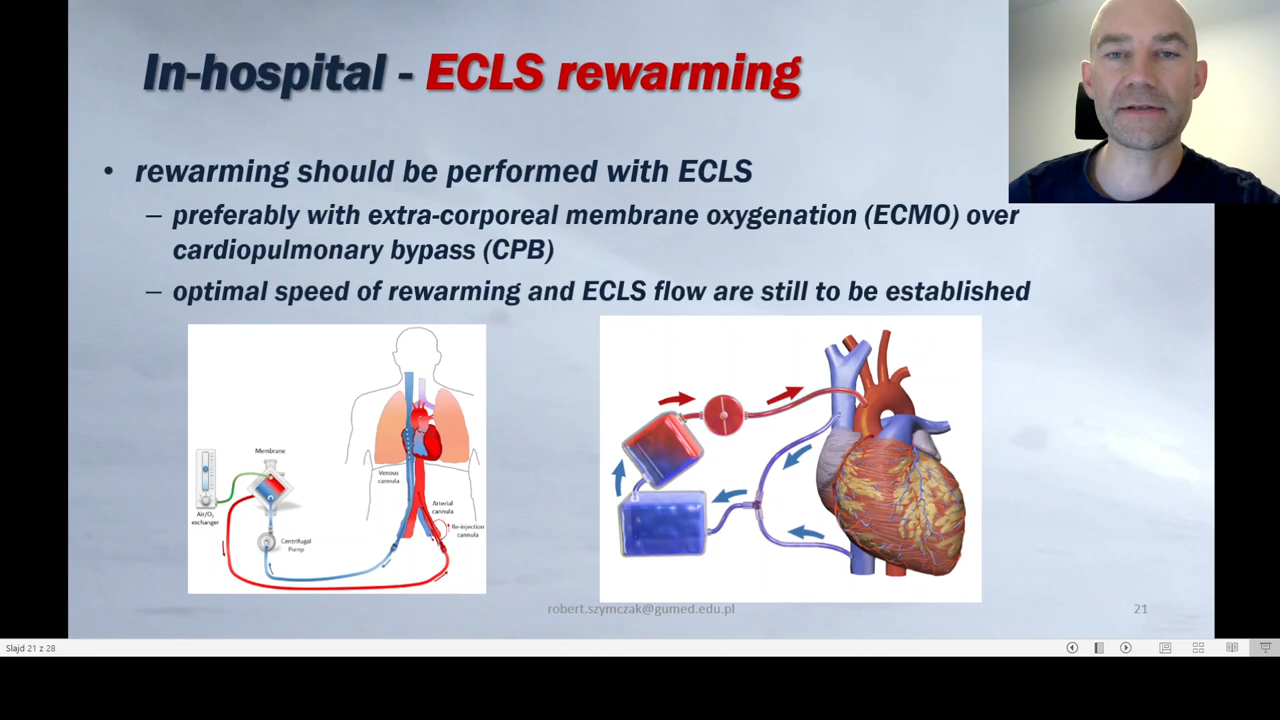 In-hospital - ECLS rewarming
• rewarming should be performed with ECLS
– preferably with extra-corporeal membrane oxygenation (ECMO) over
cardiopulmonary bypass (CPB)
– optimal speed of rewarming and ECLS flow are still to be established
Membrane
Air/O₂
exchanger
Centrifugal
Pump
Venous
cannula
Arterial
cannula
Re-injection
cannula
robert.szymczak@gumed.edu.pl
21
Slajd 21 z 28